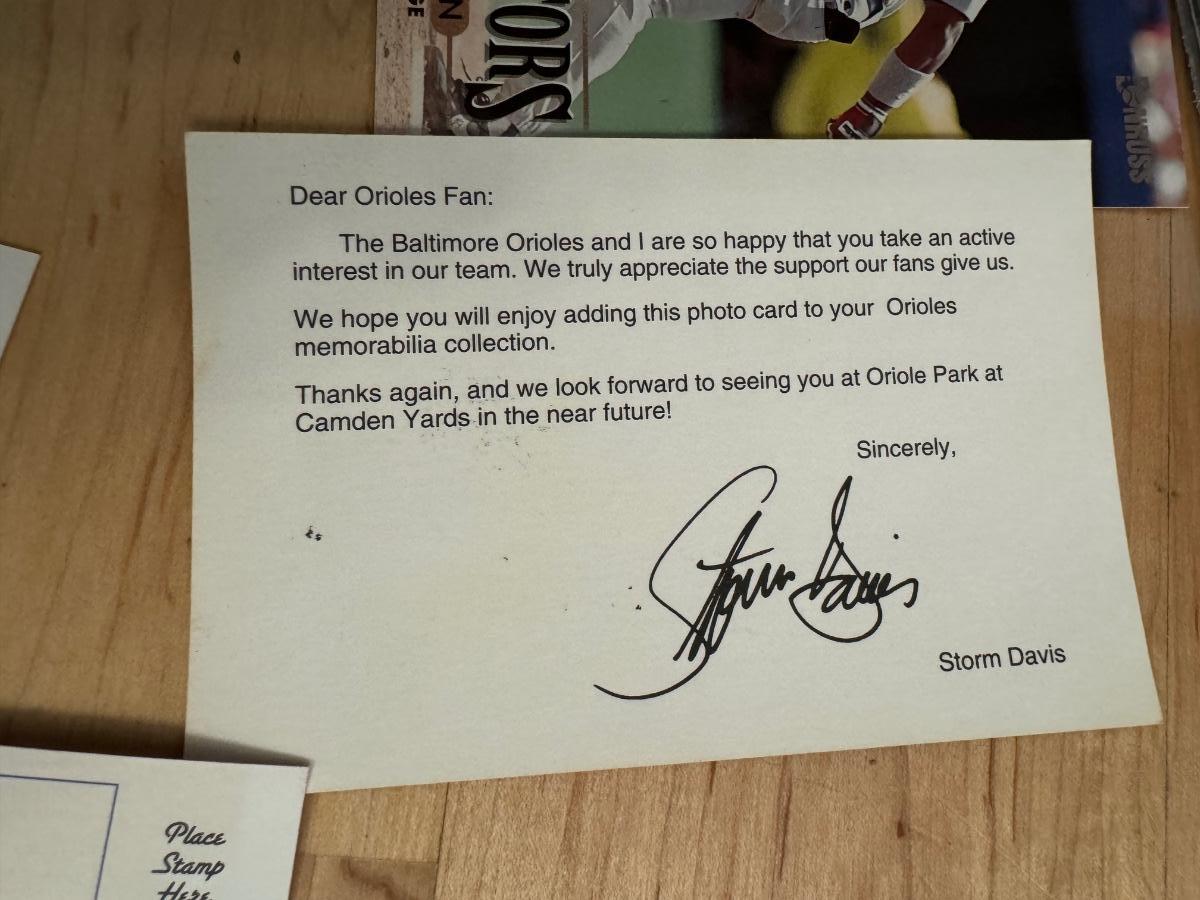 TORS
DONRUSS
Dear Orioles Fan:
The Baltimore Orioles and I are so happy that you take an active
interest in our team. We truly appreciate the support our fans give us.
We hope you will enjoy adding this photo card to your Orioles
memorabilia collection.
Thanks again, and we look forward to seeing you at Oriole Park at
Camden Yards in the near future!
Sincerely,
Storm Davis
Storm Davis
Place
Stamp
Here